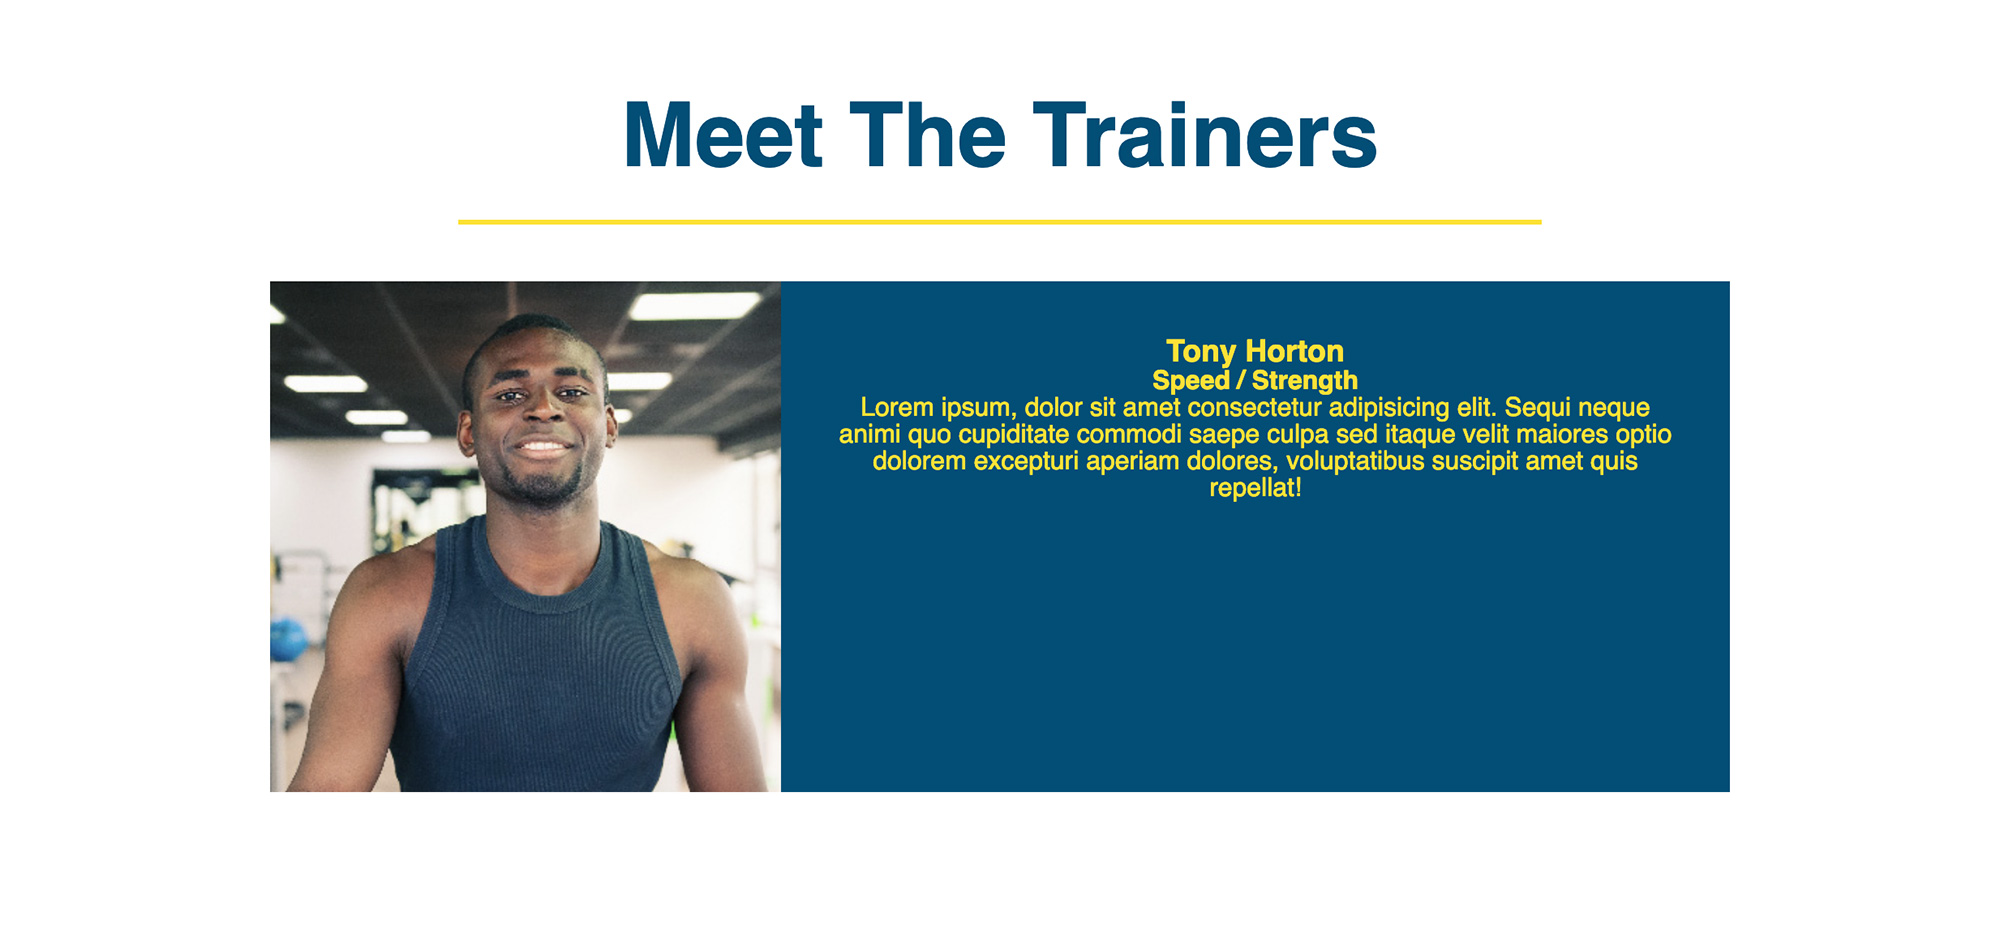 Meet The Trainers
Tony Horton
Speed / Strength
Lorem ipsum, dolor sit amet consectetur adipisicing elit. Sequi neque
animi quo cupiditate commodi saepe culpa sed itaque velit maiores optio
dolorem excepturi aperiam dolores, voluptatibus suscipit amet quis
repellat!